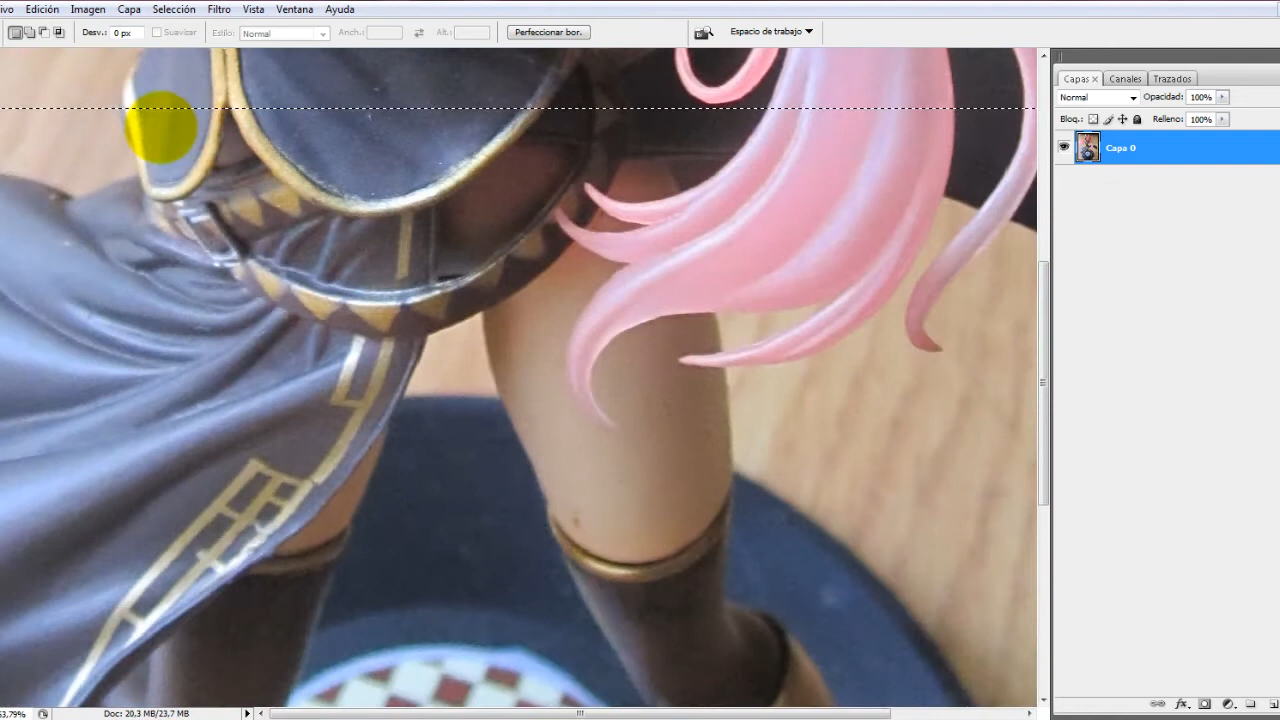 ivo Edición Imagen Capa Selección Filtro Vista Ventana Ayuda
Desv.: 0 px Suavizar Estilo: Normal Anch.: Alt.: Perfeccionar bor. Espacio de trabajo
Capas Canales Trazados
Normal Opacidad: 100%
Bloq.: Relleno: 100%
Capa 0
53,79% Doc: 20,3 MB/23,7 MB